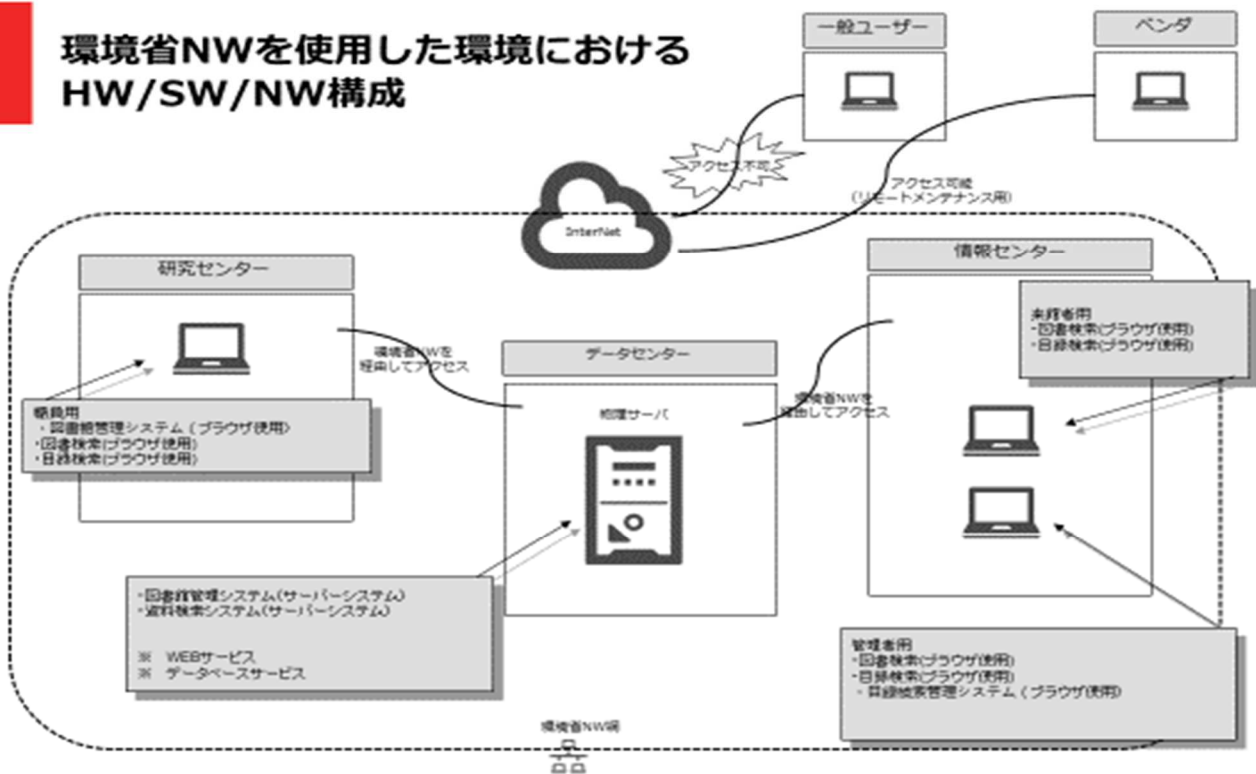 環境省NWを使用した環境における
HW/SW/NW構成
一般ユーザー
ベンダ
アクセス不可
アクセス可能
(リモートメンテナンス用)
InterNet
研究センター
情報センター
来館者用
・図書検索(ブラウザ使用)
・目録検索(ブラウザ使用)
環境省NWを
経由してアクセス
データセンター
環境省NWを
経由してアクセス
職員用
・図書館管理システム(ブラウザ使用)
・図書検索(ブラウザ使用)
・目録検索(ブラウザ使用)
物理サーバ
・図書館管理システム(サーバーシステム)
・資料検索システム(サーバーシステム)
※ WEBサービス
※ データベースサービス
管理者用
・図書検索(ブラウザ使用)
・目録検索(ブラウザ使用)
・目録検索管理システム(ブラウザ使用)
環境省NW網